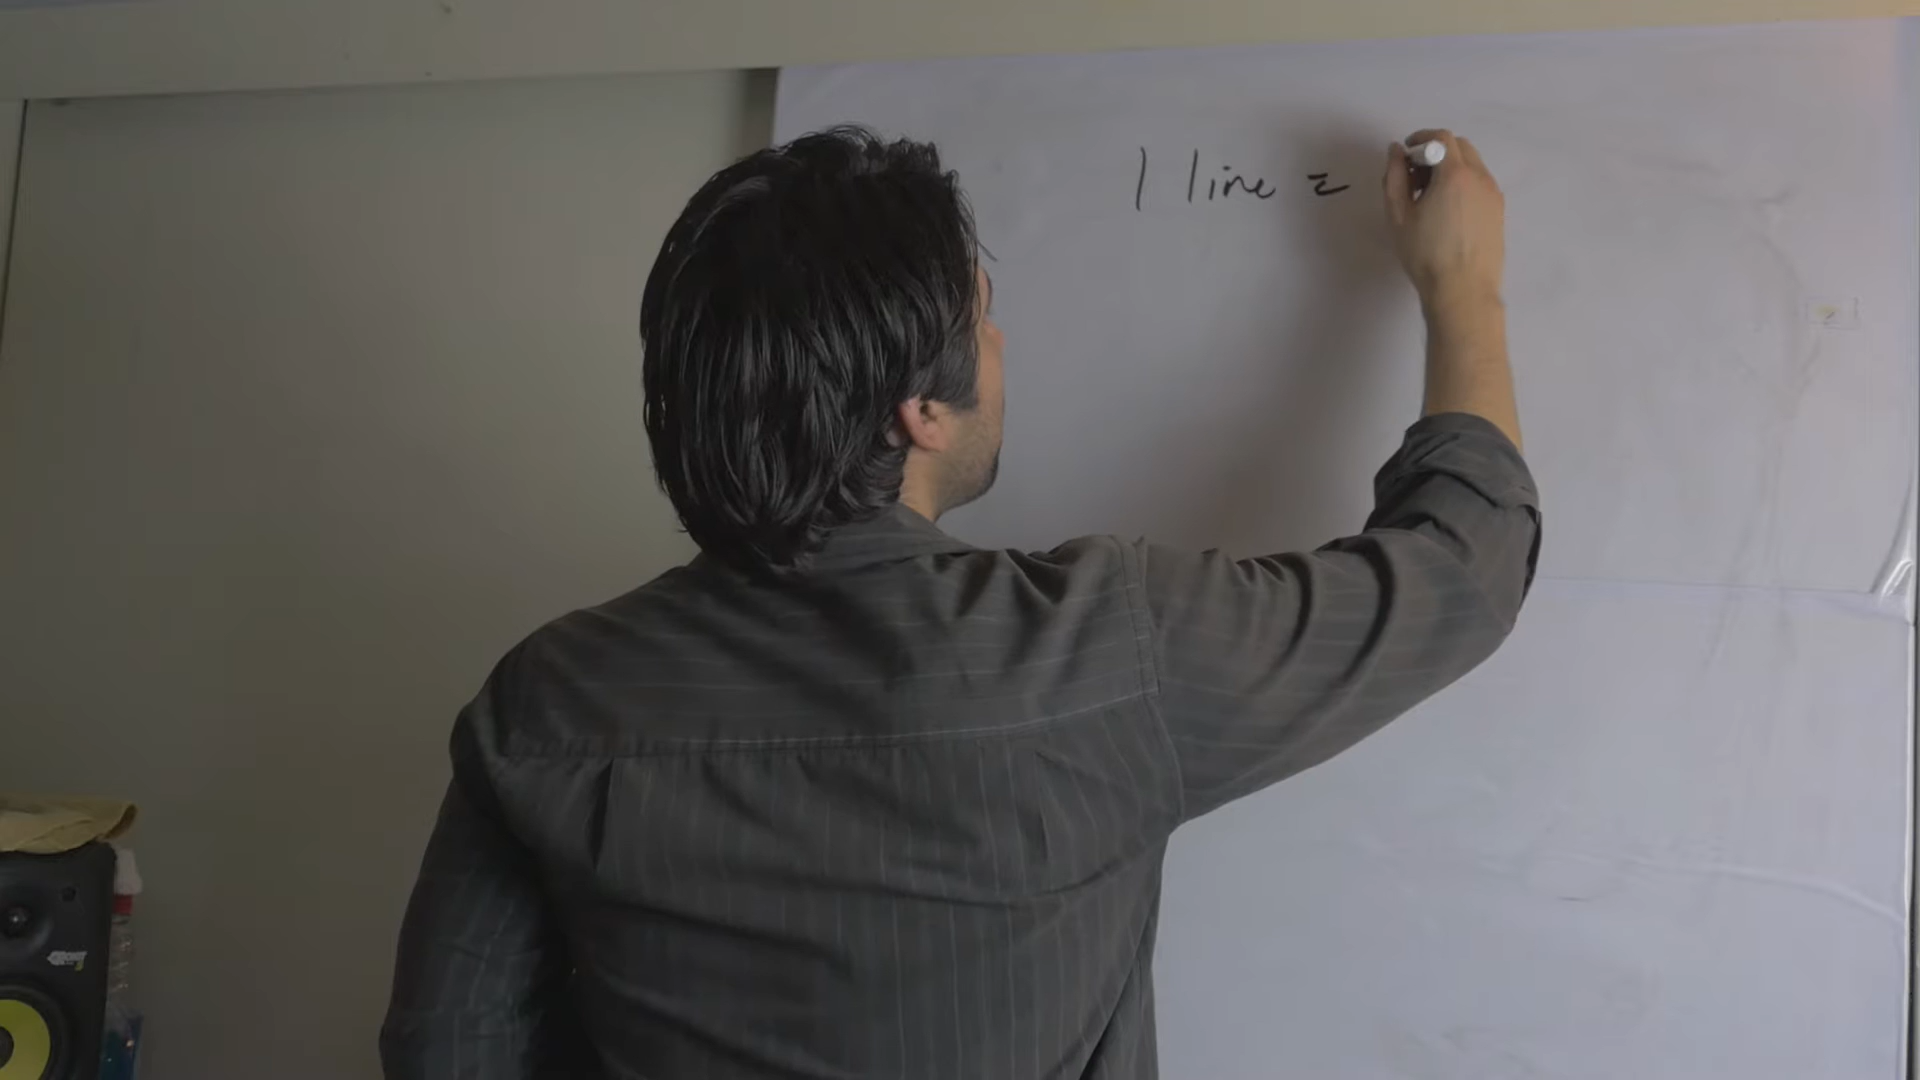 1 line =